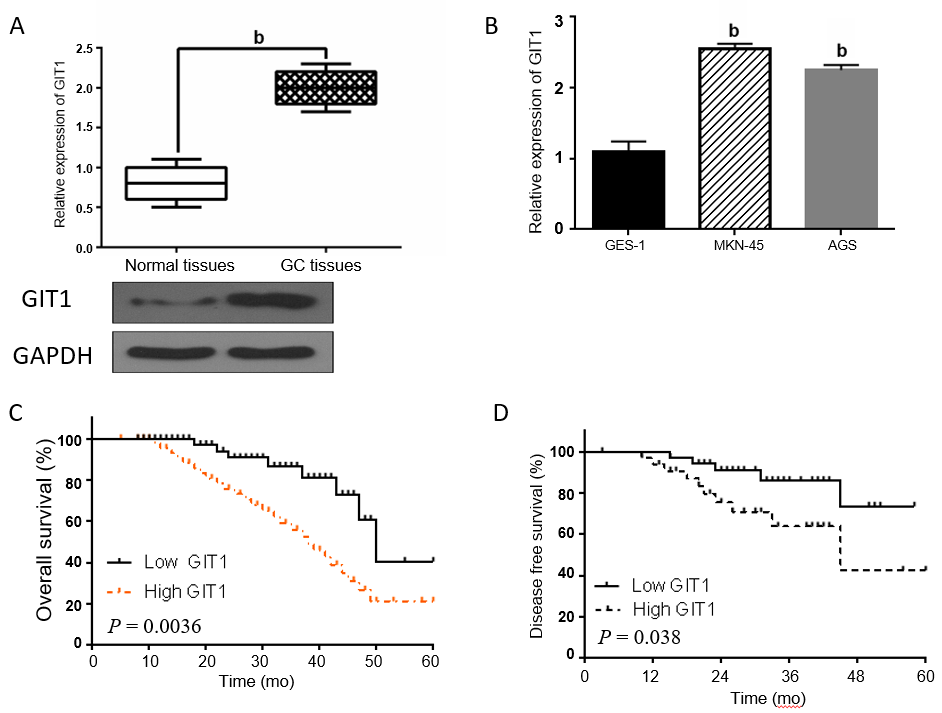 A
b
Relative expression of GIT1
2.5
2.0
1.5
1.0
0.5
0.0
Normal tissues GC tissues
GIT1
GAPDH
B
Relative expression of GIT1
3
2
1
0
b
b
GES-1 MKN-45 AGS
C
Overall survival (%)
100
80
60
40
20
0
Low GIT1
High GIT1
P = 0.0036
0 10 20 30 40 50 60
Time (mo)
D
Disease free survival (%)
100
80
60
40
20
0
Low GIT1
High GIT1
P = 0.038
0 12 24 36 48 60
Time (mo)